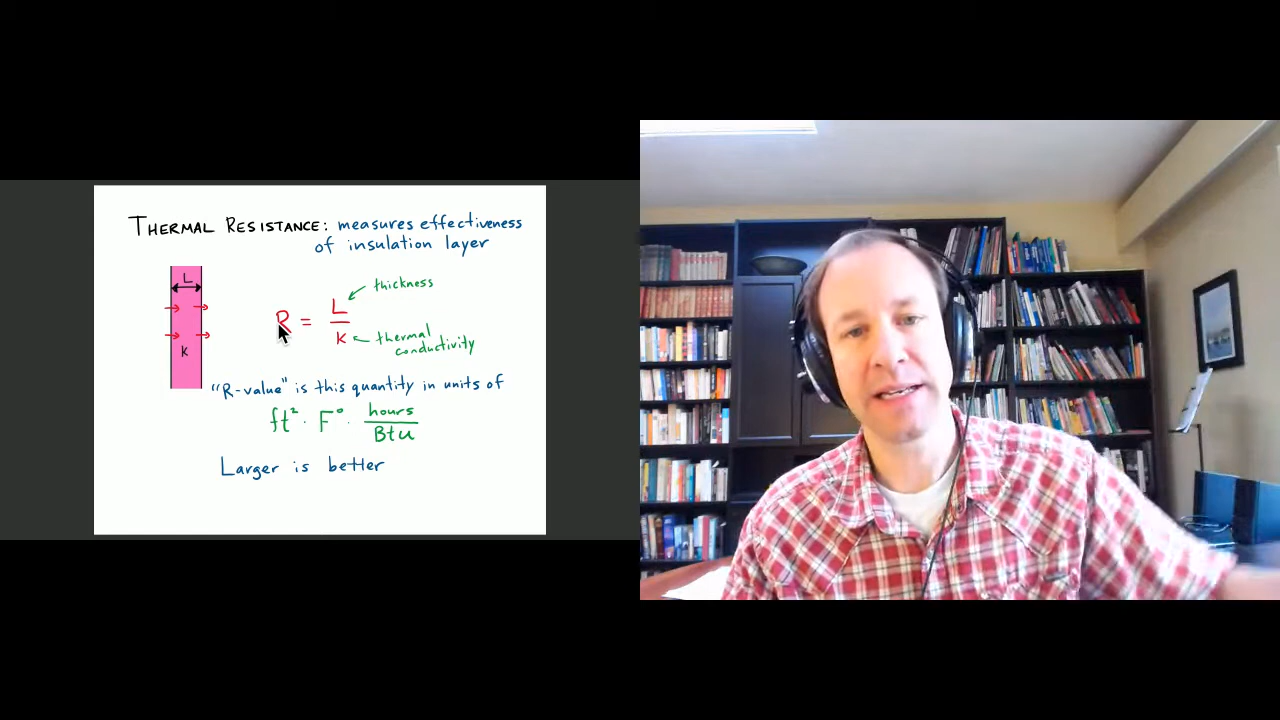 THERMAL RESISTANCE: measures effectiveness
of insulation layer
L
thickness
R = L
k
thermal
conductivity
k
"R-value" is this quantity in units of
ft² · F° · hours
Btu
Larger is better